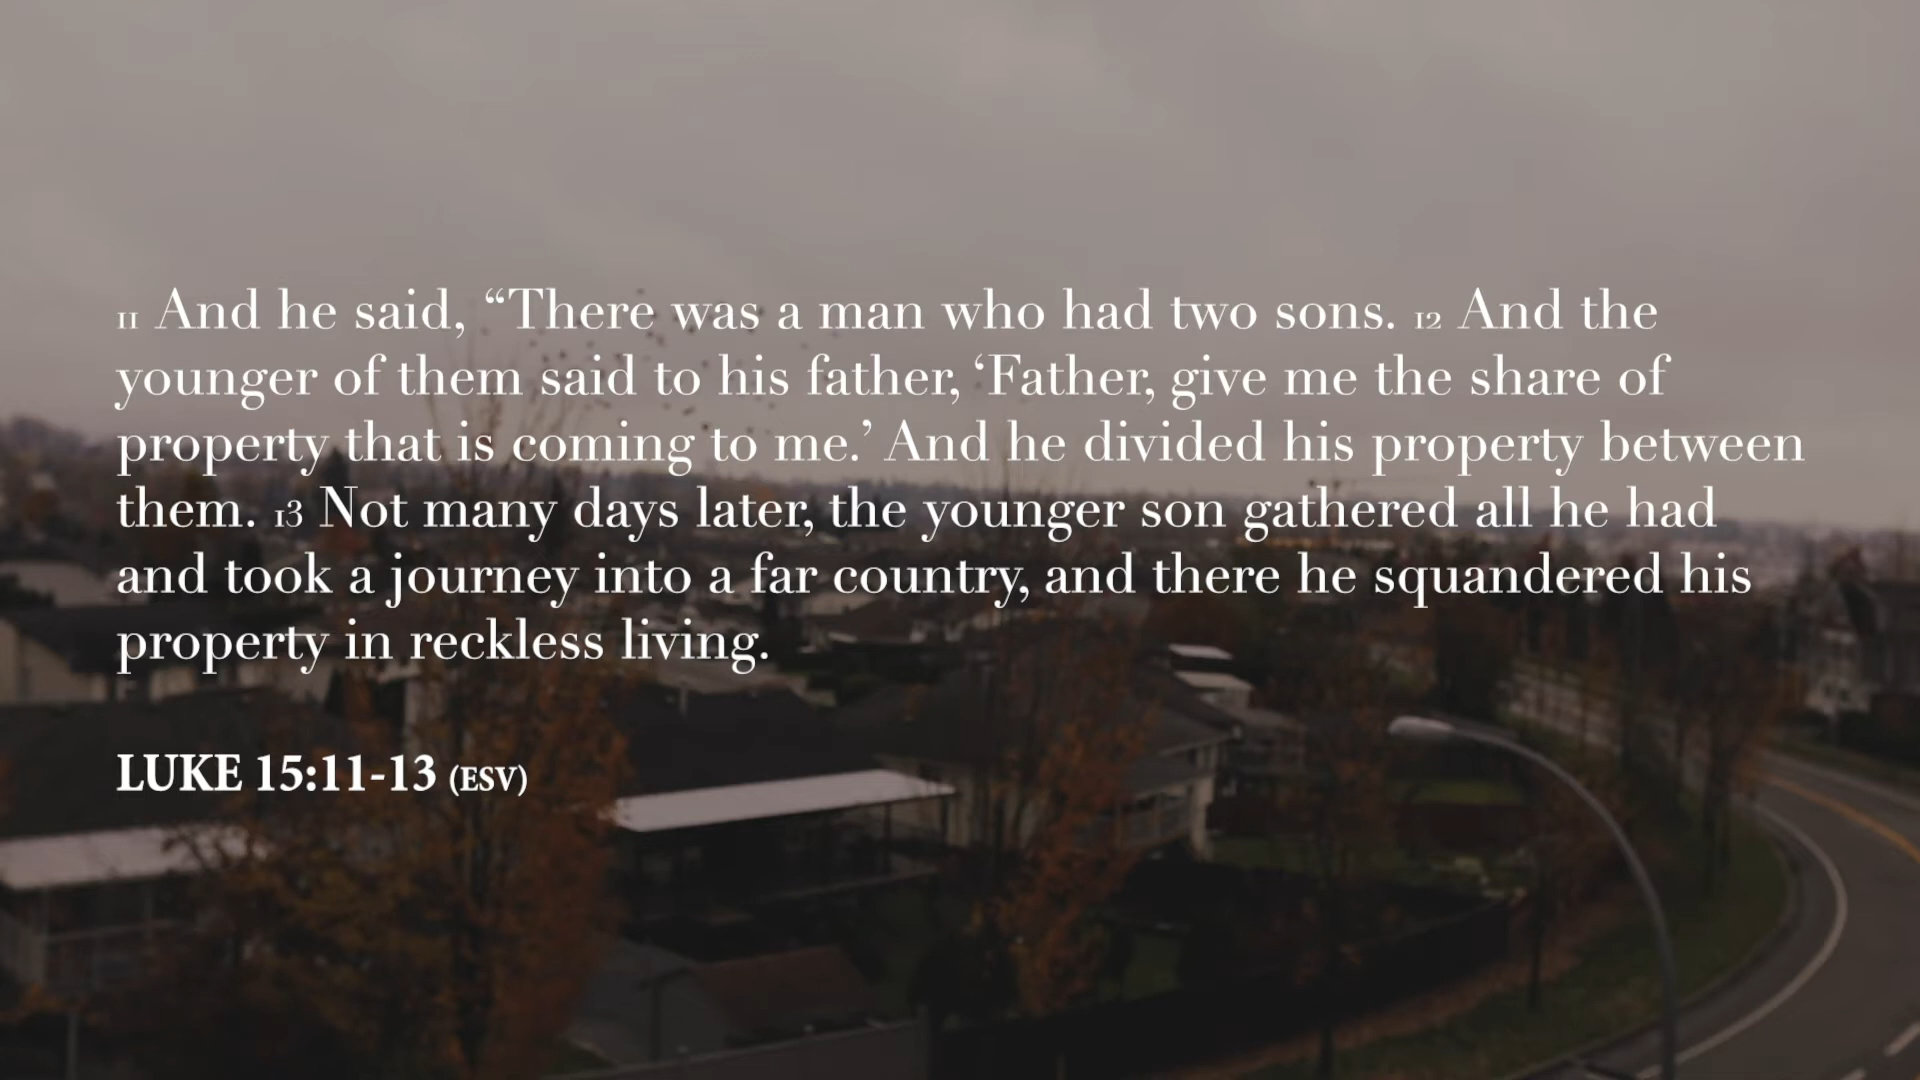 11 And he said, “There was a man who had two sons. 12 And the
younger of them said to his father, ‘Father, give me the share of
property that is coming to me.’ And he divided his property between
them. 13 Not many days later, the younger son gathered all he had
and took a journey into a far country, and there he squandered his
property in reckless living.
LUKE 15:11-13 (ESV)